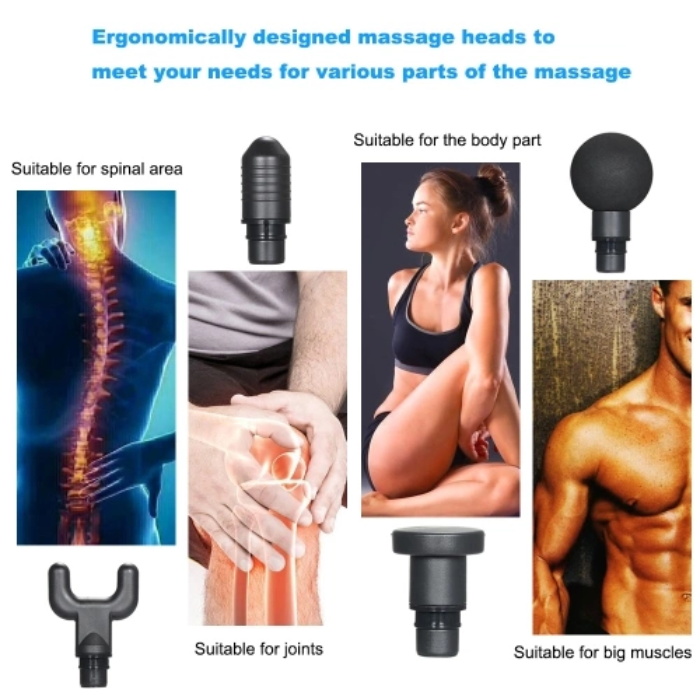 Ergonomically designed massage heads to
meet your needs for various parts of the massage
Suitable for the body part
Suitable for spinal area
Suitable for joints
Suitable for big muscles